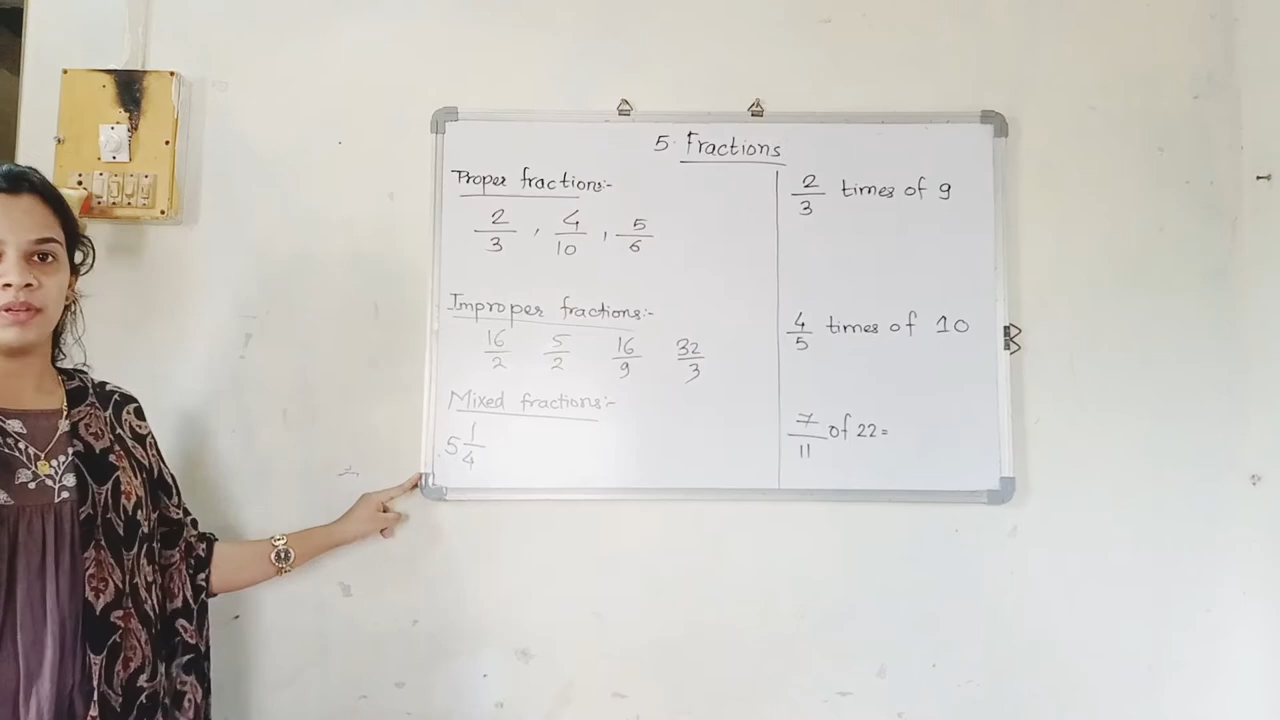 5. Fractions
Proper fractions:-
2/3, 4/10, 5/6
Improper fractions:-
16/2 5/2 16/9 32/3
Mixed fractions:-
5 1/4
2/3 times of 9
4/5 times of 10
7/11 of 22=